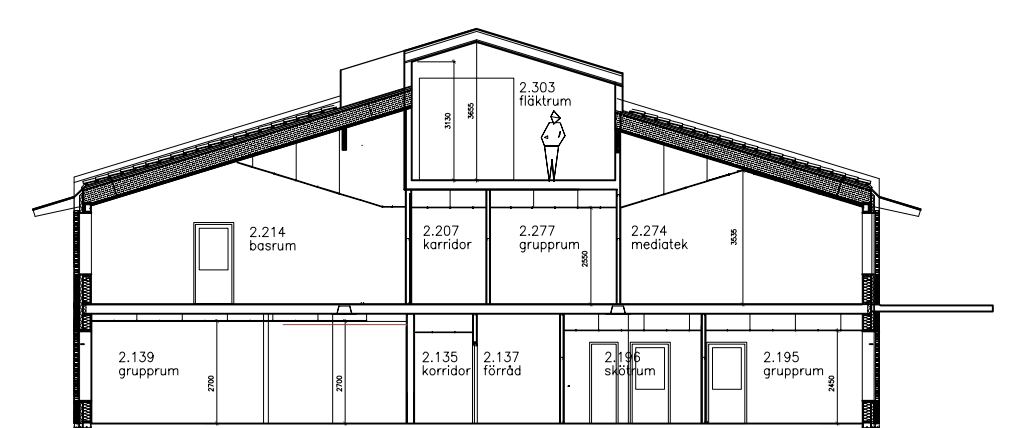 2.303
fläktrum
3130
3655
2.214
basrum
2.207
karridor
2.277
grupprum
2550
2.274
mediatek
3535
2.139
grupprum
2700
2700
2.135
korridor
2.137
förråd
2.196
skötrum
2.195
grupprum
2450